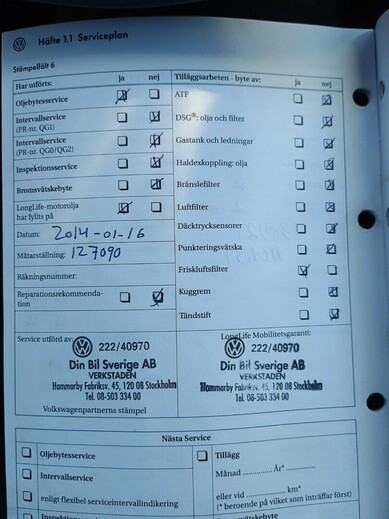 Häfte 1.1 Serviceplan
Stämpelfält 6
Har utförts: ja nej
Oljebytesservice
Intervallservice
(PR-nr. QG1)
Intervallservice
(PR-nr. QG0/QG2)
Inspektionsservice
Bromsvätskebyte
LongLife-motorolja
har fyllts på
Datum: 2014-01-16
Mätarställning: 127090
Räkningsnummer:
Reparationsrekommenda-
tion
Tilläggsarbeten - byte av: ja nej
ATF
DSG®: olja och filter
Gastank och ledningar
Haldexkoppling: olja
Bränslefilter
Luftfilter
Däcktrycksensorer
Punkteringsvätska
Friskluftsfilter
Kuggrem
Tändstift
Service utförd av:
222/40970
Din Bil Sverige AB
VERKSTADEN
Hammarby Fabriksv. 45, 120 08 Stockholm
Tel. 08-503 334 00
Volkswagenpartnerns stämpel
LongLife Mobilitetsgaranti:
222/40970
Din Bil Sverige AB
VERKSTADEN
Hammarby Fabriksv. 45, 120 08 Stockholm
Tel. 08-503 334 00
Nästa Service
Oljebytesservice
Intervallservice
enligt flexibel serviceintervallindikering
Tillägg
Månad ............... År* ...............
eller vid ............... km*
(* beroende på vilket som inträffar först)